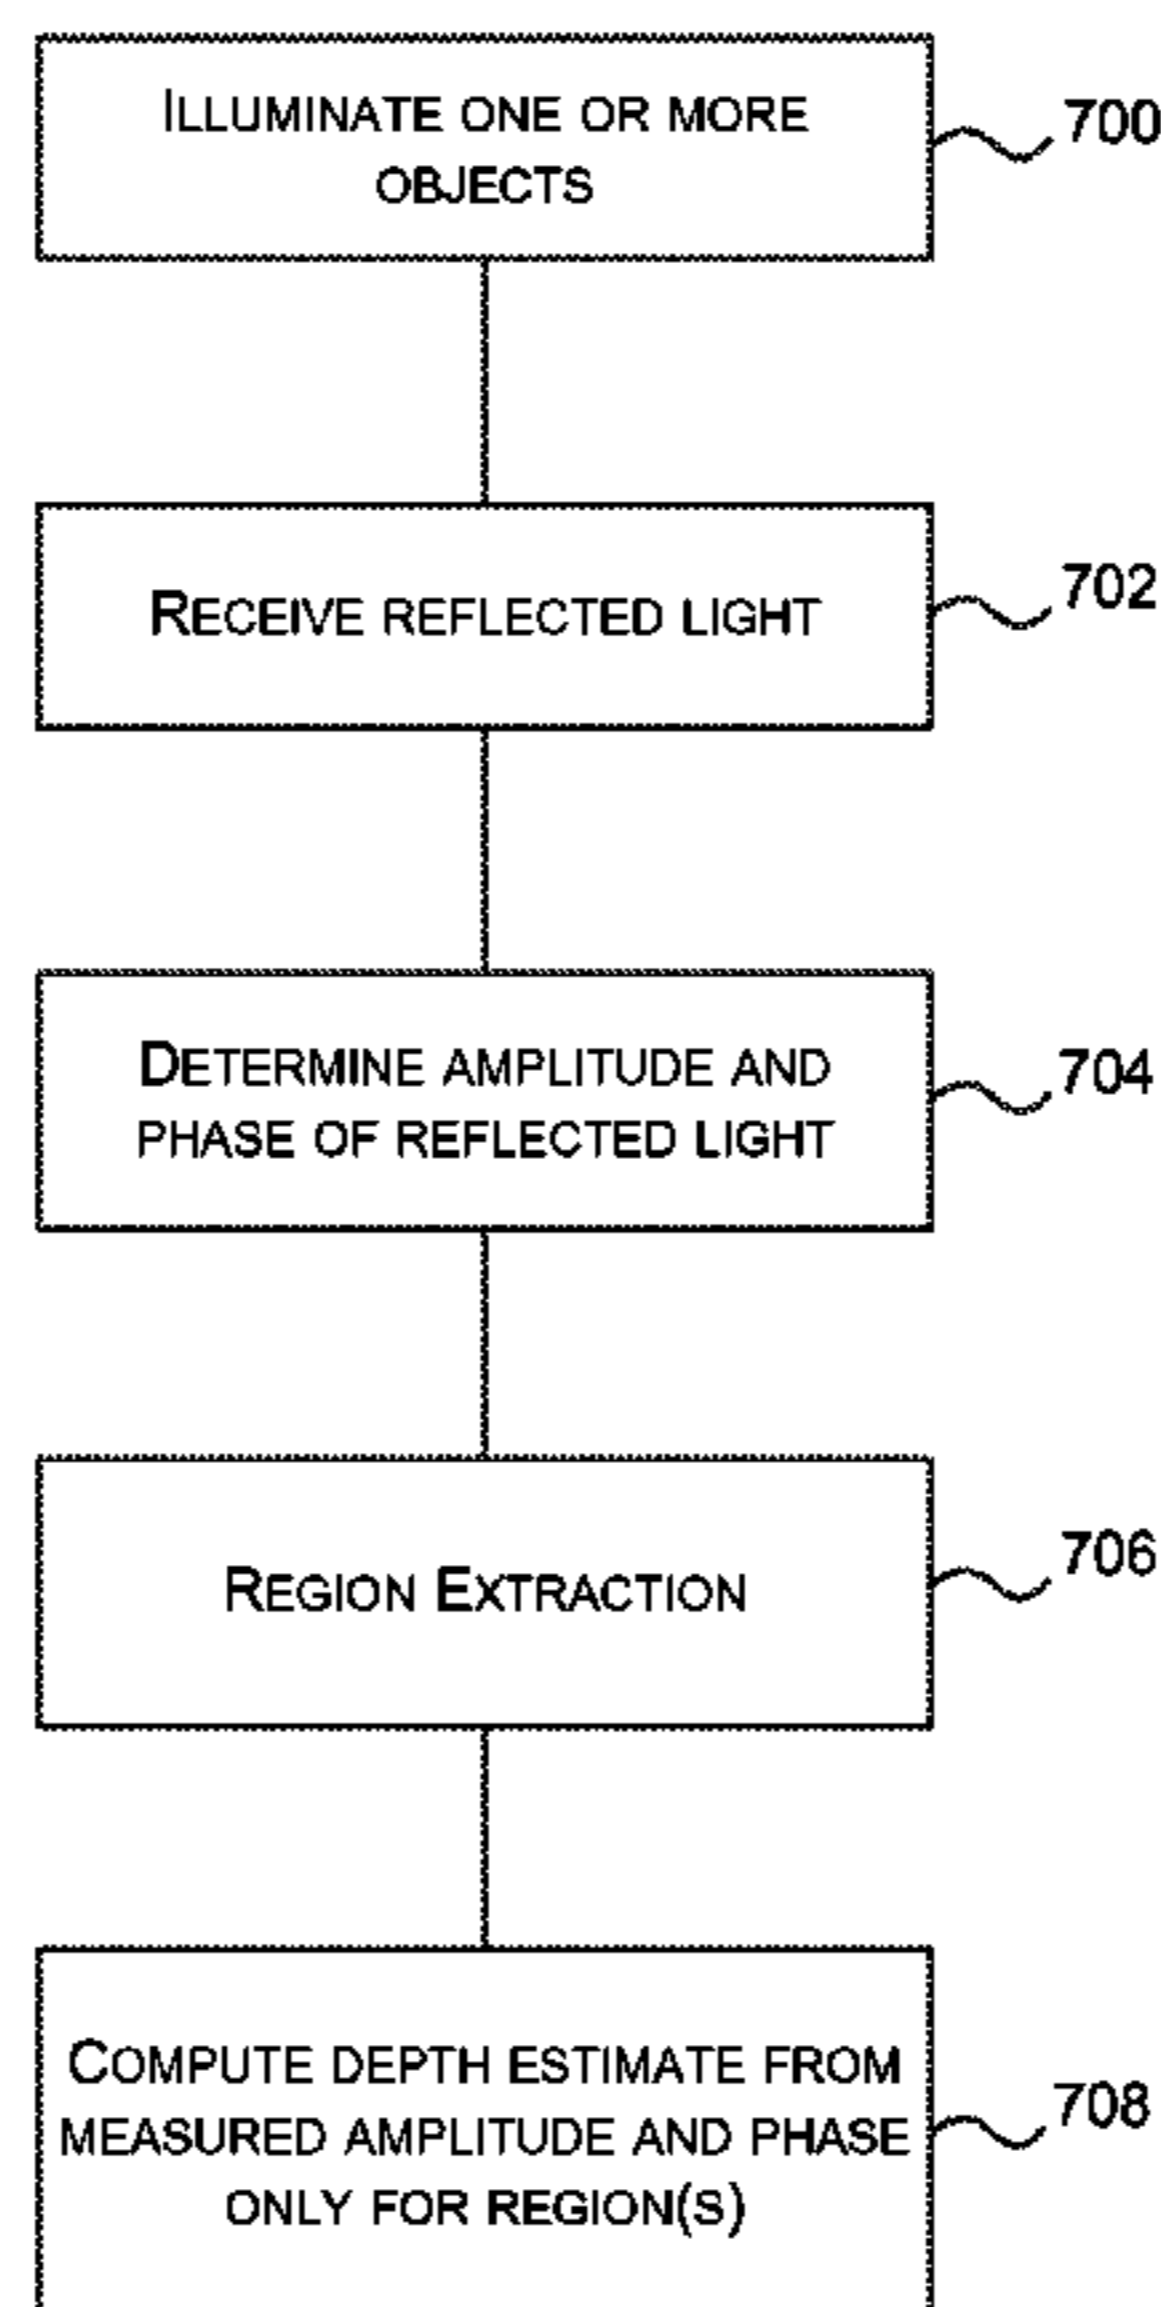 ILLUMINATE ONE OR MORE
OBJECTS
700
RECEIVE REFLECTED LIGHT
702
DETERMINE AMPLITUDE AND
PHASE OF REFLECTED LIGHT
704
REGION EXTRACTION
706
COMPUTE DEPTH ESTIMATE FROM
MEASURED AMPLITUDE AND PHASE
ONLY FOR REGION(S)
708